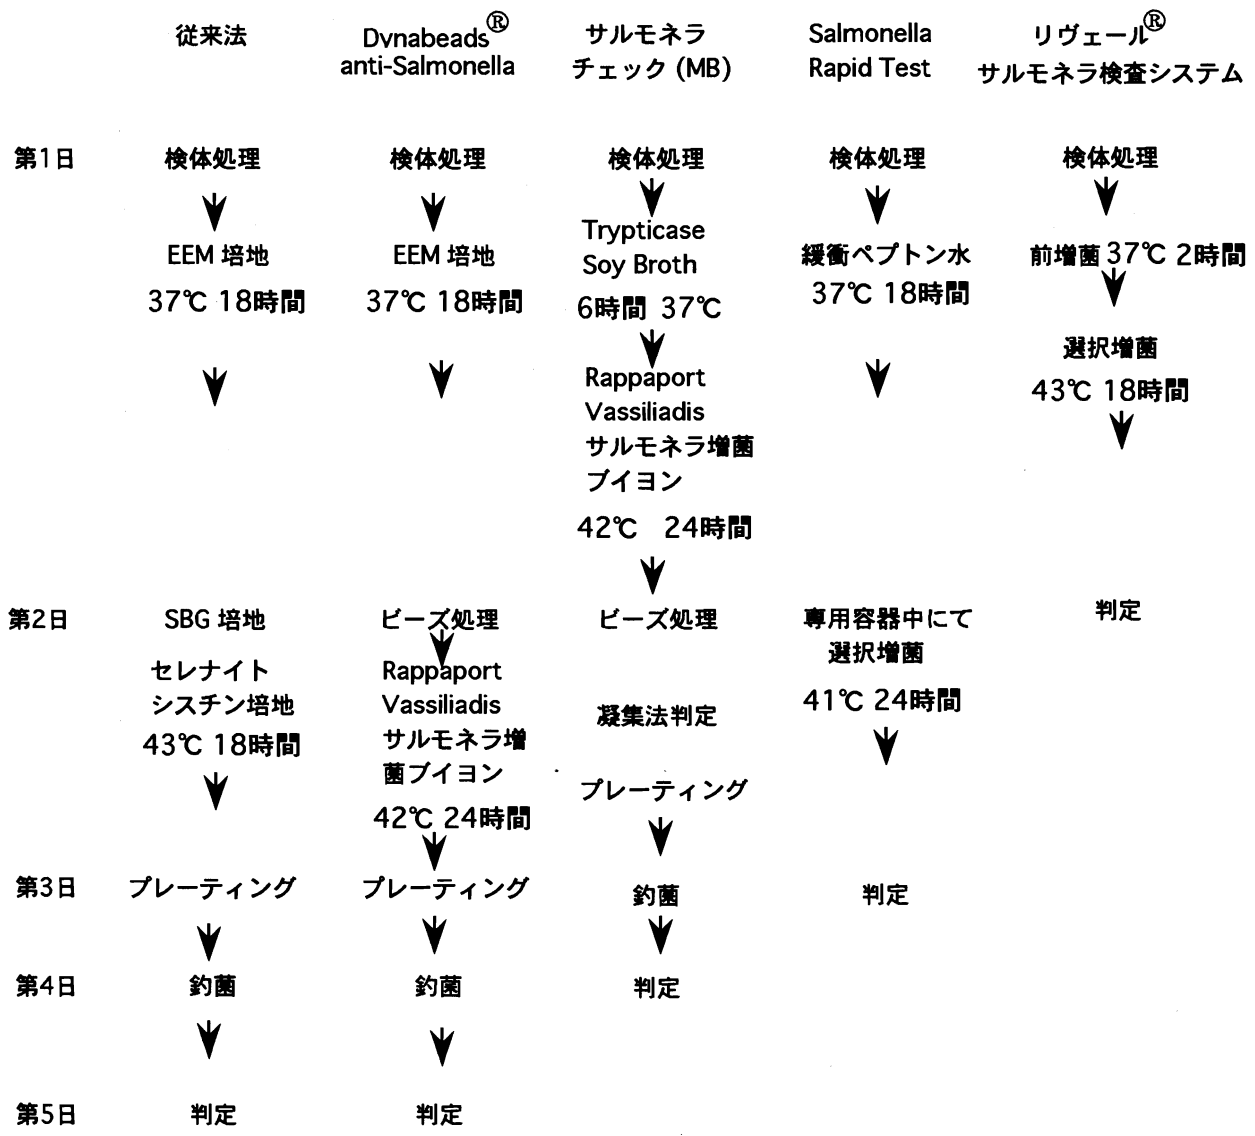 従来法
Dvnabeads®
anti-Salmonella
サルモネラ
チェック (MB)
Salmonella
Rapid Test
リヴェール®
サルモネラ検査システム
第1日
検体処理
検体処理
検体処理
検体処理
検体処理
EEM 培地
37℃ 18時間
EEM 培地
37℃ 18時間
Trypticase
Soy Broth
6時間 37℃
Rappaport
Vassiliadis
サルモネラ増菌
ブイヨン
42℃ 24時間
緩衝ペプトン水
37℃ 18時間
前増菌 37℃ 2時間
選択増菌
43℃ 18時間
第2日
SBG 培地
セレナイト
シスチン培地
43℃ 18時間
ビーズ処理
Rappaport
Vassiliadis
サルモネラ増
菌ブイヨン
42℃ 24時間
ビーズ処理
凝集法判定
プレーティング
専用容器中にて
選択増菌
41℃ 24時間
判定
第3日
プレーティング
プレーティング
釣菌
判定
第4日
釣菌
釣菌
判定
第5日
判定
判定